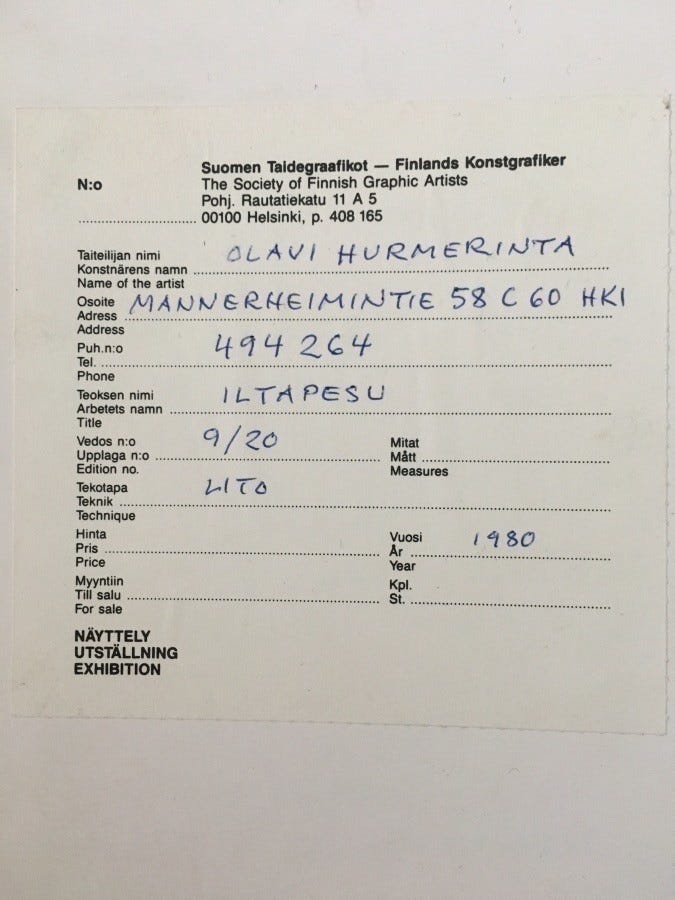 Suomen Taidegraafikot — Finlands Konstgrafiker
N:o The Society of Finnish Graphic Artists
Pohj. Rautatiekatu 11 A 5
00100 Helsinki, p. 408 165
Taiteilijan nimi OLAVI HURMERINTA
Konstnärens namn
Name of the artist
Osoite MANNERHEIMINTIE 58 C 60 HKI
Adress
Address
Puh.n:o 494 264
Tel.
Phone
Teoksen nimi ILTAPESU
Arbetets namn
Title
Vedos n:o 9/20 Mitat
Upplaga n:o Mått
Edition no. Measures
Tekotapa LITO
Teknik
Technique
Hinta Vuosi 1980
Pris År
Price Year
Myyntiin Kpl.
Till salu St.
For sale
NÄYTTELY
UTSTÄLLNING
EXHIBITION